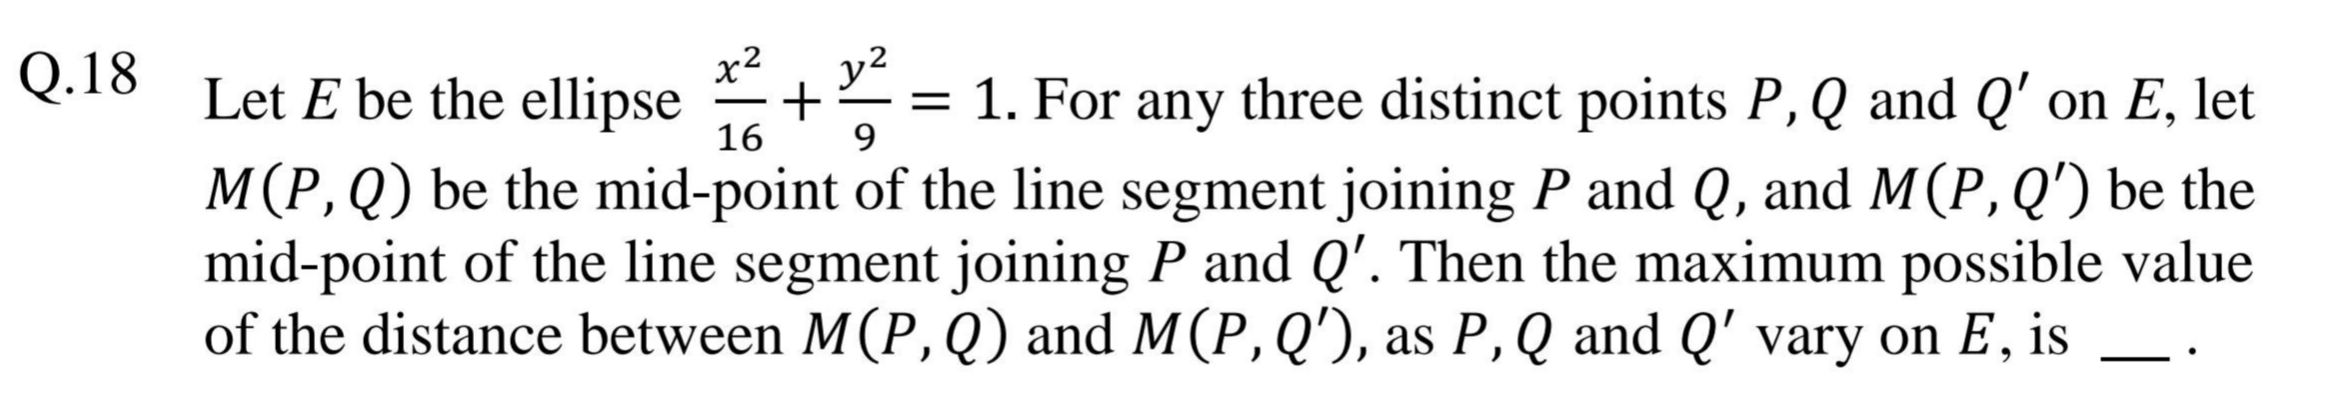 Q.18 Let E be the ellipse x²/16 + y²/9 = 1. For any three distinct points P, Q and Q′ on E, let
M(P, Q) be the mid-point of the line segment joining P and Q, and M(P, Q′) be the
mid-point of the line segment joining P and Q′. Then the maximum possible value
of the distance between M(P, Q) and M(P, Q′), as P, Q and Q′ vary on E, is __ .